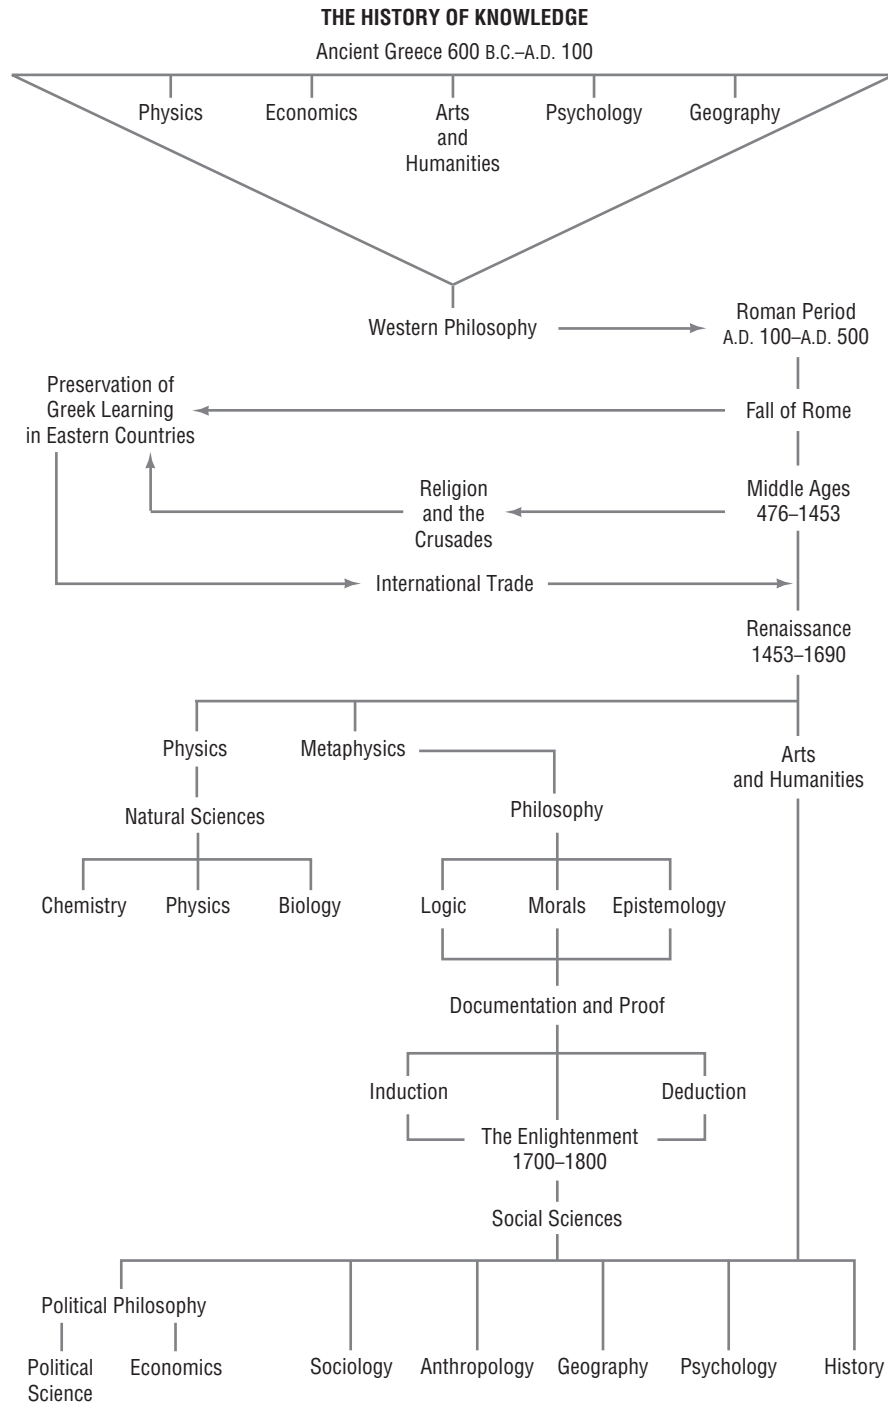 THE HISTORY OF KNOWLEDGE
Ancient Greece 600 B.C.–A.D. 100
Physics
Economics
Arts
and
Humanities
Psychology
Geography
Western Philosophy
Roman Period
A.D. 100–A.D. 500
Preservation of
Greek Learning
in Eastern Countries
Fall of Rome
Religion
and the
Crusades
Middle Ages
476–1453
International Trade
Renaissance
1453–1690
Physics
Metaphysics
Arts
and Humanities
Natural Sciences
Philosophy
Chemistry
Physics
Biology
Logic
Morals
Epistemology
Documentation and Proof
Induction
Deduction
The Enlightenment
1700–1800
Social Sciences
Political Philosophy
Political
Science
Economics
Sociology
Anthropology
Geography
Psychology
History